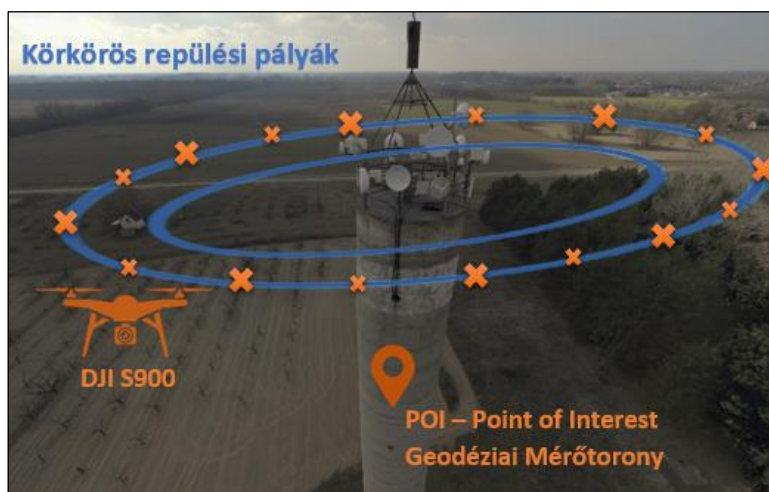 Körkörös repülési pályák
DJI S900
POI – Point of Interest
Geodéziai Mérőtorony